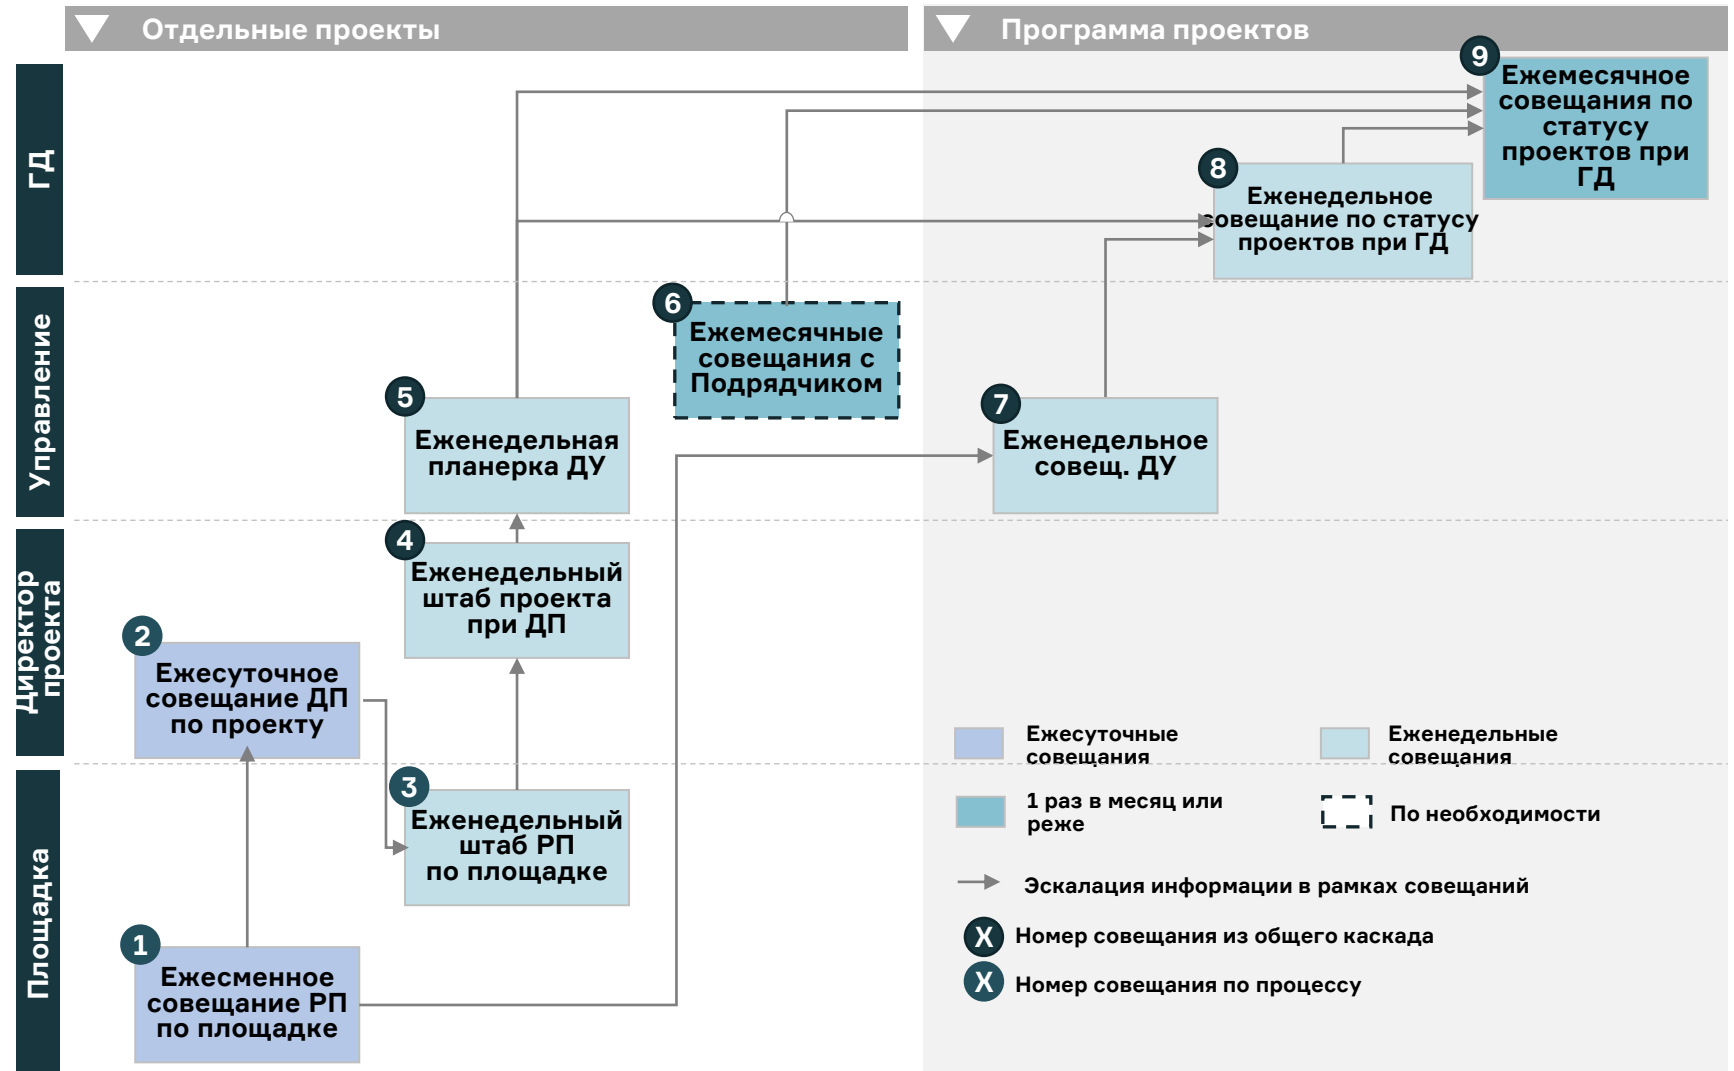 Отдельные проекты
Программа проектов
ГД
Управление
Директор
проекта
Площадка
9
Ежемесячное
совещания по
статусу
проектов при
ГД
8
Еженедельное
совещание по статусу
проектов при ГД
6
Ежемесячные
совещания с
Подрядчиком
5
Еженедельная
планерка ДУ
7
Еженедельное
совещ. ДУ
4
Еженедельный
штаб проекта
при ДП
2
Ежесуточное
совещание ДП
по проекту
3
Еженедельный
штаб РП
по площадке
1
Ежесменное
совещание РП
по площадке
Ежесуточные
совещания
Еженедельные
совещания
1 раз в месяц или
реже
По необходимости
Эскалация информации в рамках совещаний
X
Номер совещания из общего каскада
X
Номер совещания по процессу